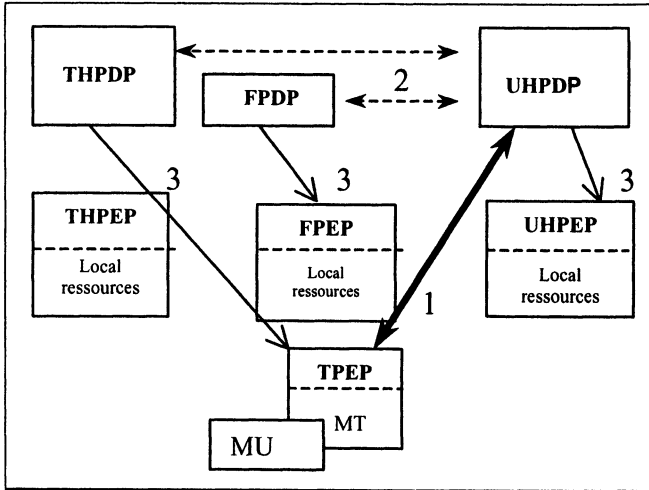 THPDP
FPDP
UHPDP
2
3
3
3
THPEP
Local
ressources
FPEP
Local
ressources
UHPEP
Local
ressources
1
TPEP
MT
MU